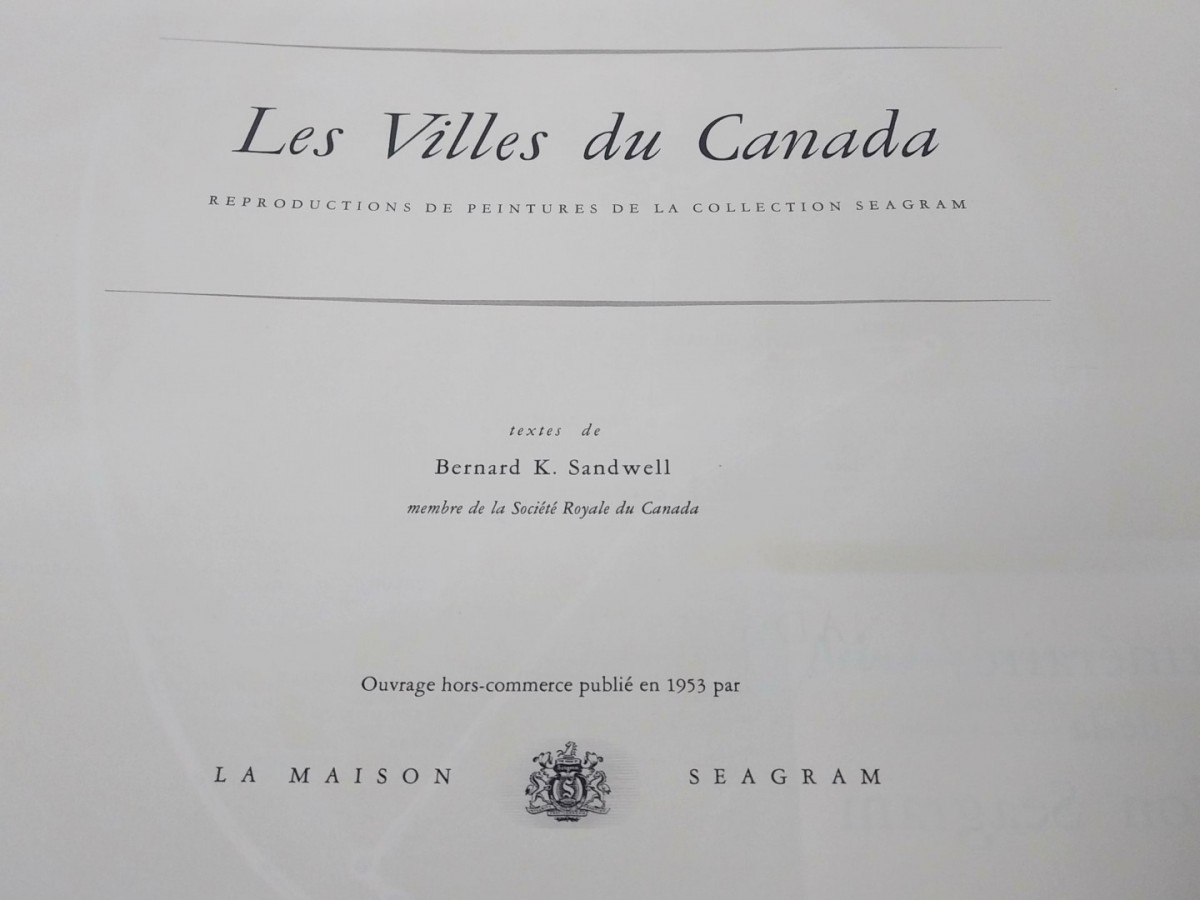 Les Villes du Canada
REPRODUCTIONS DE PEINTURES DE LA COLLECTION SEAGRAM
textes de
Bernard K. Sandwell
membre de la Société Royale du Canada
Ouvrage hors-commerce publié en 1953 par
LA MAISON SEAGRAM